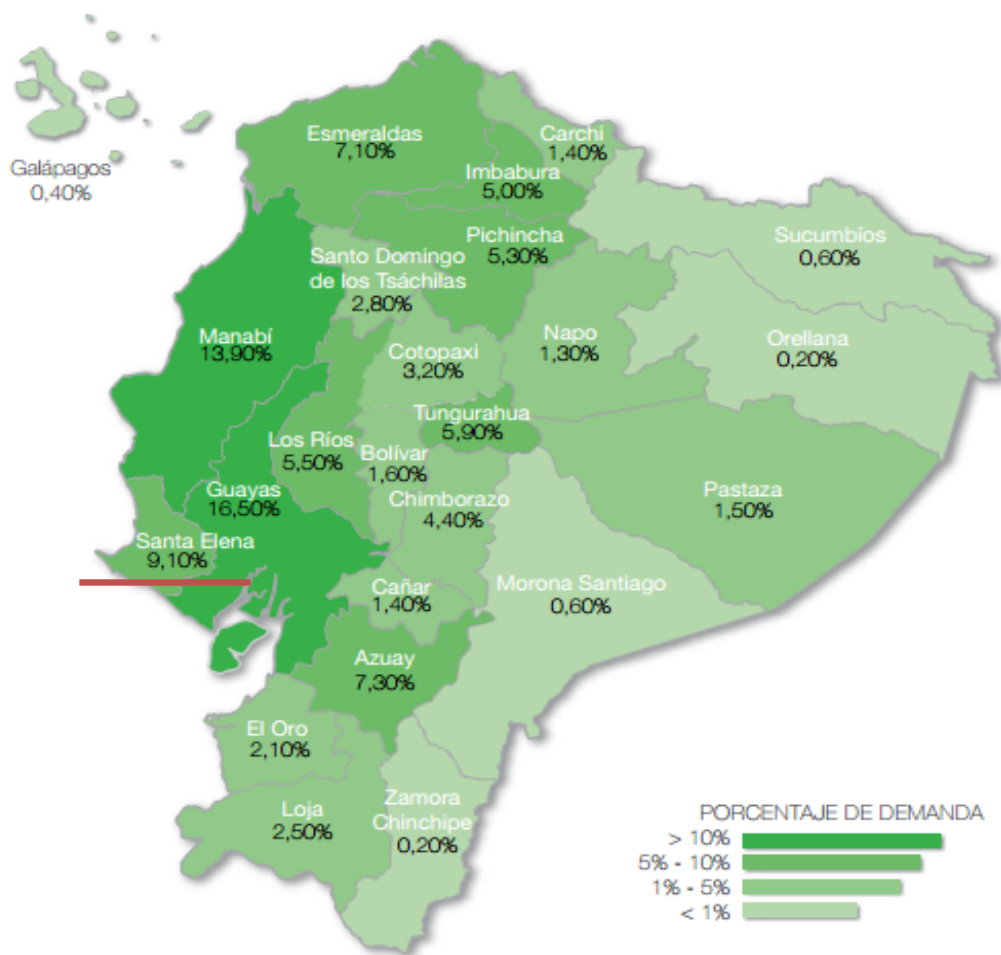 Galápagos
0,40%
Esmeraldas
7,10%
Carchi
1,40%
Imbabura
5,00%
Pichincha
5,30%
Sucumbíos
0,60%
Santo Domingo
de los Tsáchilas
2,80%
Manabí
13,90%
Cotopaxi
3,20%
Napo
1,30%
Orellana
0,20%
Tungurahua
5,90%
Los Ríos
5,50%
Bolívar
1,60%
Guayas
16,50%
Chimborazo
4,40%
Pastaza
1,50%
Santa Elena
9,10%
Cañar
1,40%
Morona Santiago
0,60%
Azuay
7,30%
El Oro
2,10%
Loja
2,50%
Zamora
Chinchipe
0,20%
PORCENTAJE DE DEMANDA
> 10%
5% - 10%
1% - 5%
< 1%